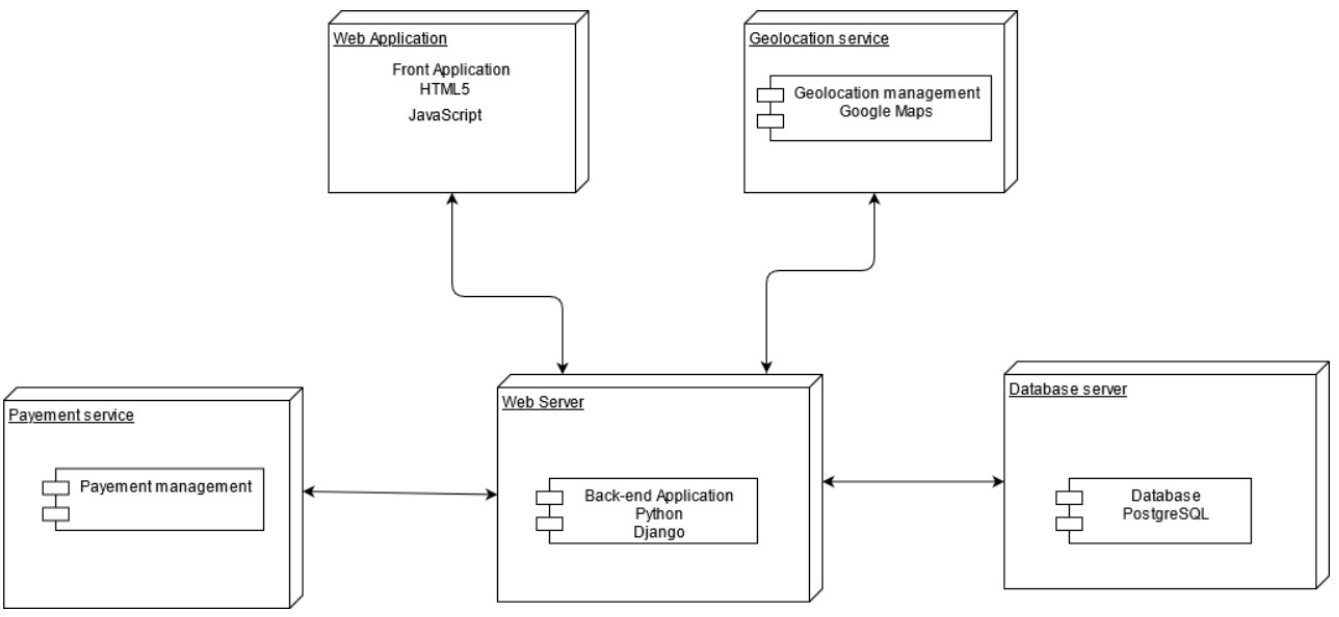 Web Application
Front Application
HTML5
JavaScript
Geolocation service
Geolocation management
Google Maps
Payement service
Payement management
Web Server
Back-end Application
Python
Django
Database server
Database
PostgreSQL